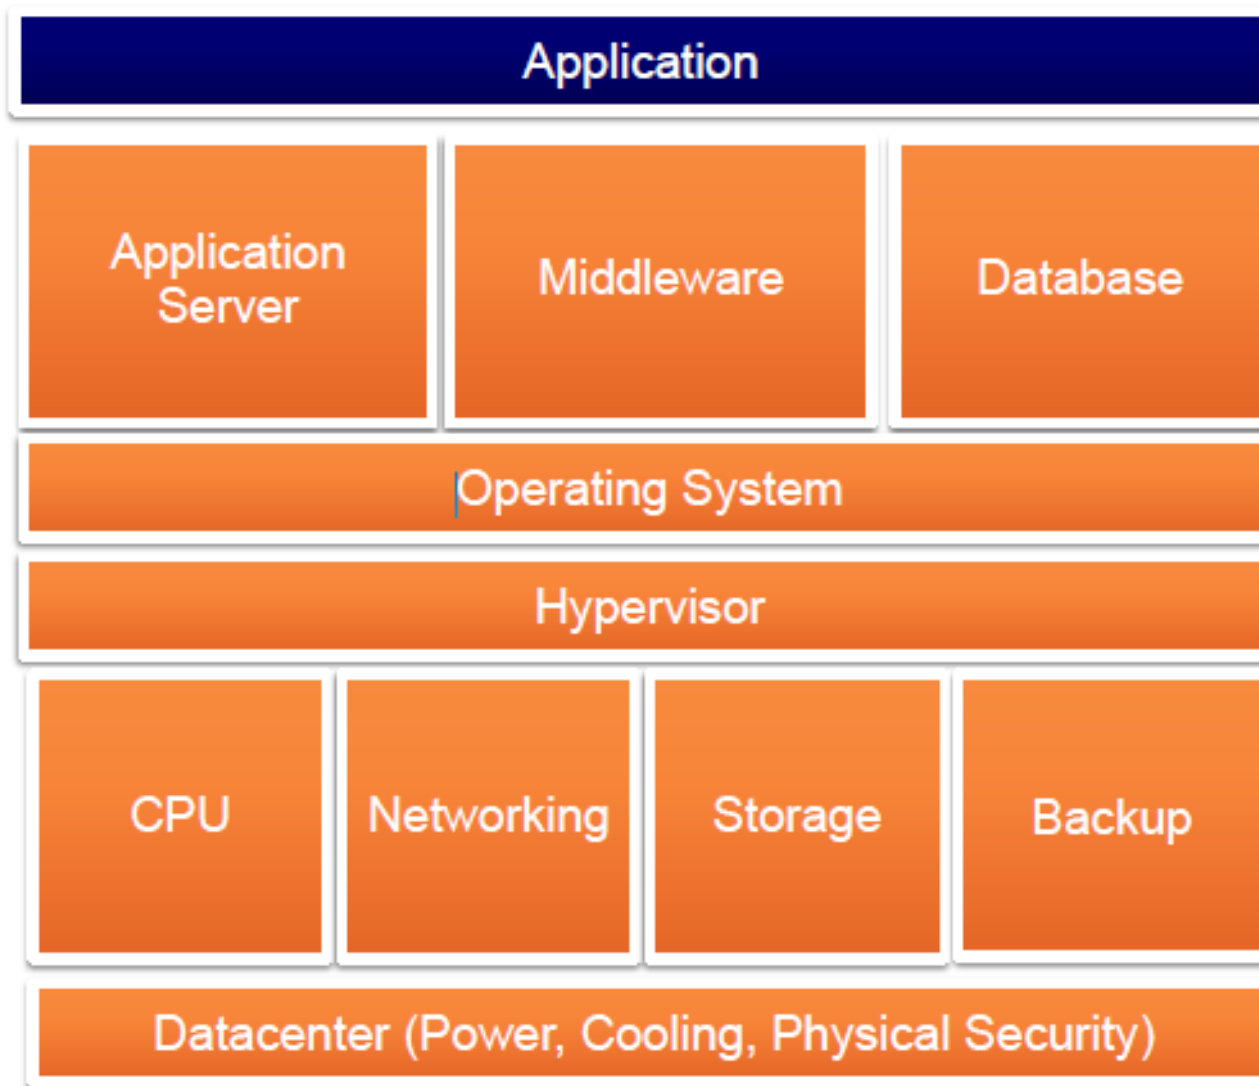 Application
Application
Server
Middleware
Database
Operating System
Hypervisor
CPU
Networking
Storage
Backup
Datacenter (Power, Cooling, Physical Security)